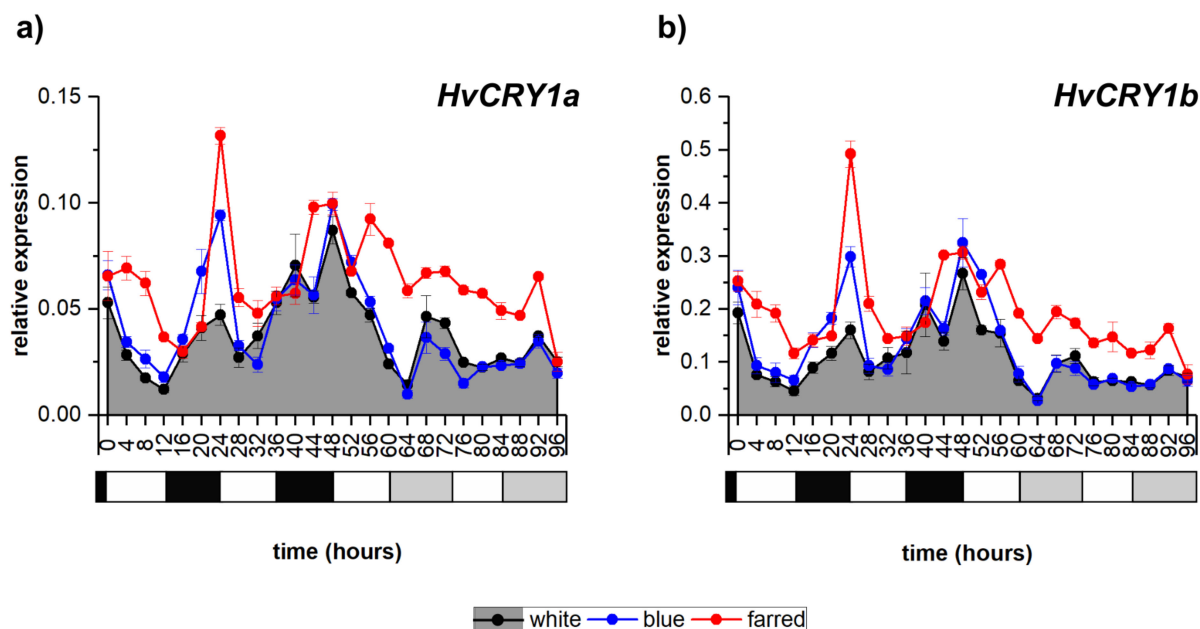 a)
HvCRY1a
relative expression
0.15
0.10
0.05
0.00
0 4 8 12 16 20 24 28 32 36 40 44 48 52 56 60 64 68 72 76 80 84 88 92 96
time (hours)
b)
HvCRY1b
relative expression
0.6
0.5
0.4
0.3
0.2
0.1
0.0
0 4 8 12 16 20 24 28 32 36 40 44 48 52 56 60 64 68 72 76 80 84 88 92 96
time (hours)
white blue farred